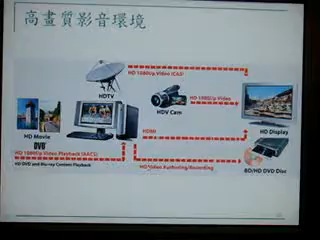 高畫質影音環境
HD 1080i/p Video (CAS)
HDTV
HDV Cam
HD 1080i/p Video
HDMI
HD Display
HD Movie
DVD
HD 1080i/p Video Playback (AACS)
HD DVD and Blu-ray Content Playback
HD Video Authoring/Recording
BD/HD DVD Disc